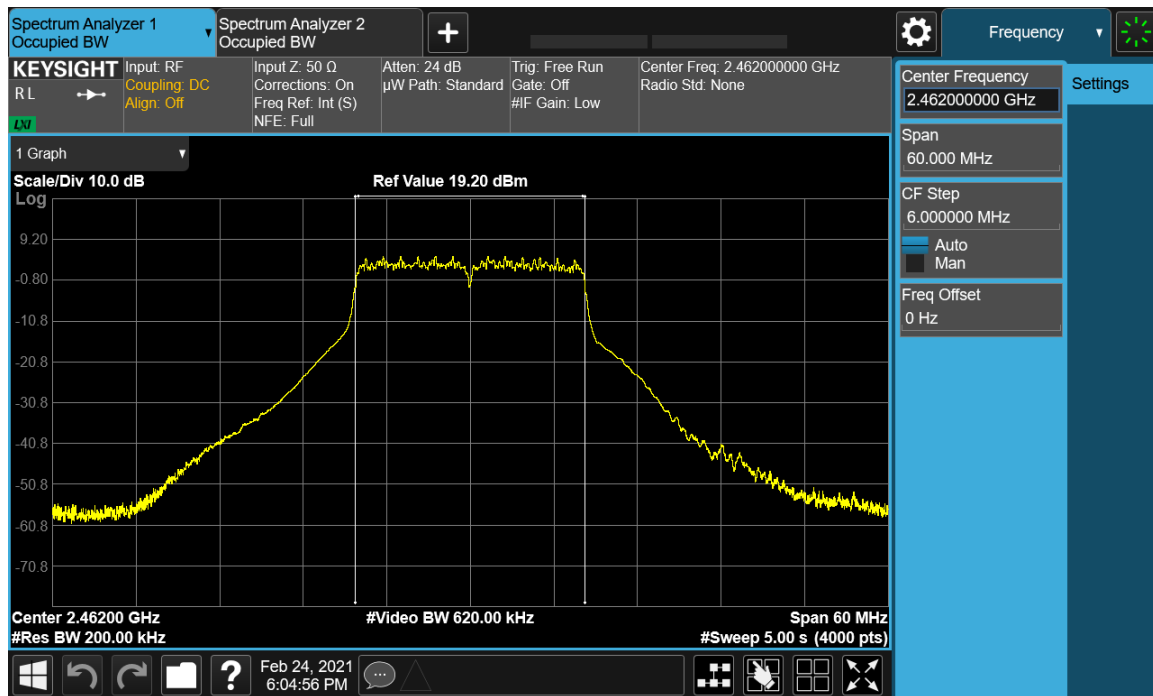 Spectrum Analyzer 1
Occupied BW
Spectrum Analyzer 2
Occupied BW
+
Frequency
KEYSIGHT
R L
LXI
Input: RF
Coupling: DC
Align: Off
Input Z: 50 Ω
Corrections: On
Freq Ref: Int (S)
NFE: Full
Atten: 24 dB
µW Path: Standard
Trig: Free Run
Gate: Off
#IF Gain: Low
Center Freq: 2.462000000 GHz
Radio Std: None
Center Frequency
2.462000000 GHz
Settings
Span
60.000 MHz
CF Step
6.000000 MHz
Auto
Man
Freq Offset
0 Hz
1 Graph
Scale/Div 10.0 dB
Ref Value 19.20 dBm
Log
9.20
-0.80
-10.8
-20.8
-30.8
-40.8
-50.8
-60.8
-70.8
Center 2.46200 GHz
#Video BW 620.00 kHz
Span 60 MHz
#Res BW 200.00 kHz
#Sweep 5.00 s (4000 pts)
?
Feb 24, 2021
6:04:56 PM